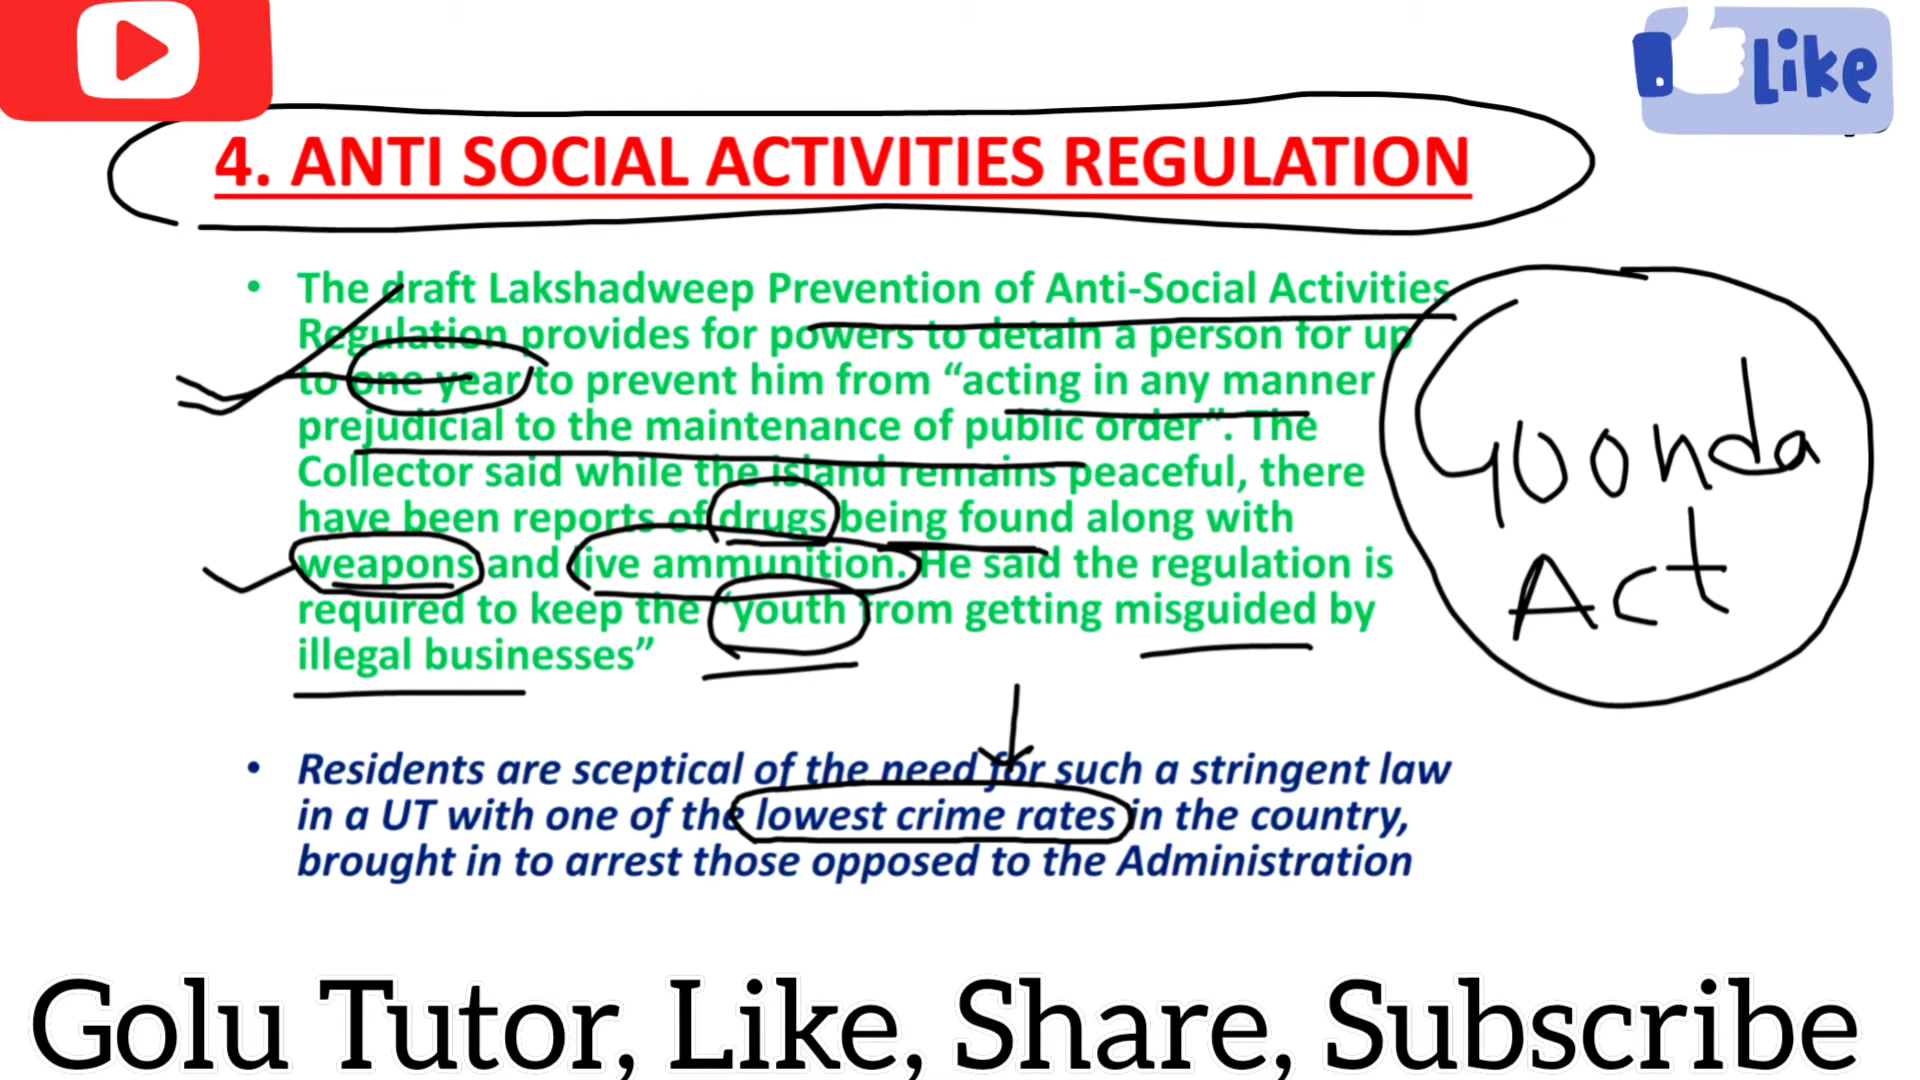 Like
4. ANTI SOCIAL ACTIVITIES REGULATION
• The draft Lakshadweep Prevention of Anti-Social Activities
Regulation provides for powers to detain a person for up
to one year to prevent him from “acting in any manner
prejudicial to the maintenance of public order”. The
Collector said while the island remains peaceful, there
have been reports of drugs being found along with
weapons and live ammunition. He said the regulation is
required to keep the “youth from getting misguided by
illegal businesses”
Goonda
Act
• Residents are sceptical of the need for such a stringent law
in a UT with one of the lowest crime rates in the country,
brought in to arrest those opposed to the Administration
Golu Tutor, Like, Share, Subscribe